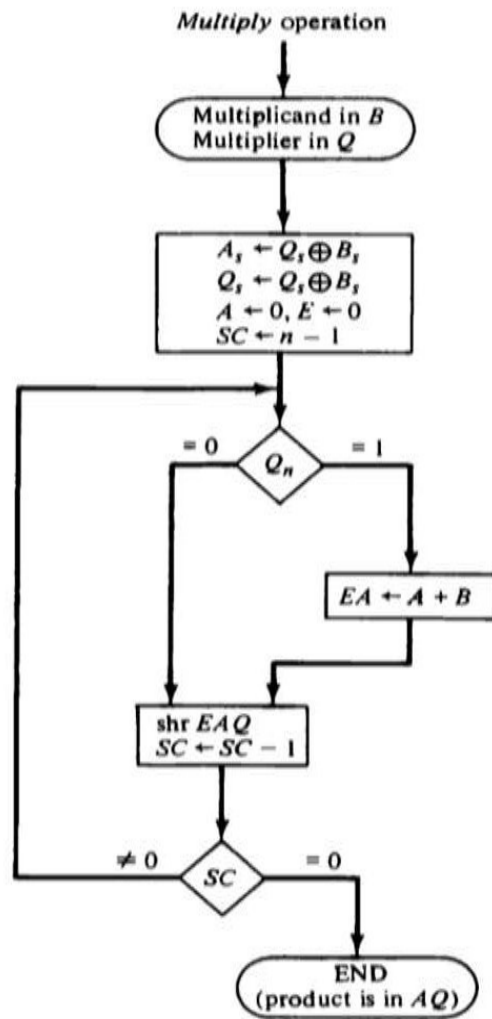 Multiply operation
Multiplicand in B
Multiplier in Q
A_s ← Q_s ⊕ B_s
Q_s ← Q_s ⊕ B_s
A ← 0, E ← 0
SC ← n − 1
= 0
= 1
Q_n
EA ← A + B
shr EAQ
SC ← SC − 1
≠ 0
= 0
SC
END
(product is in AQ)